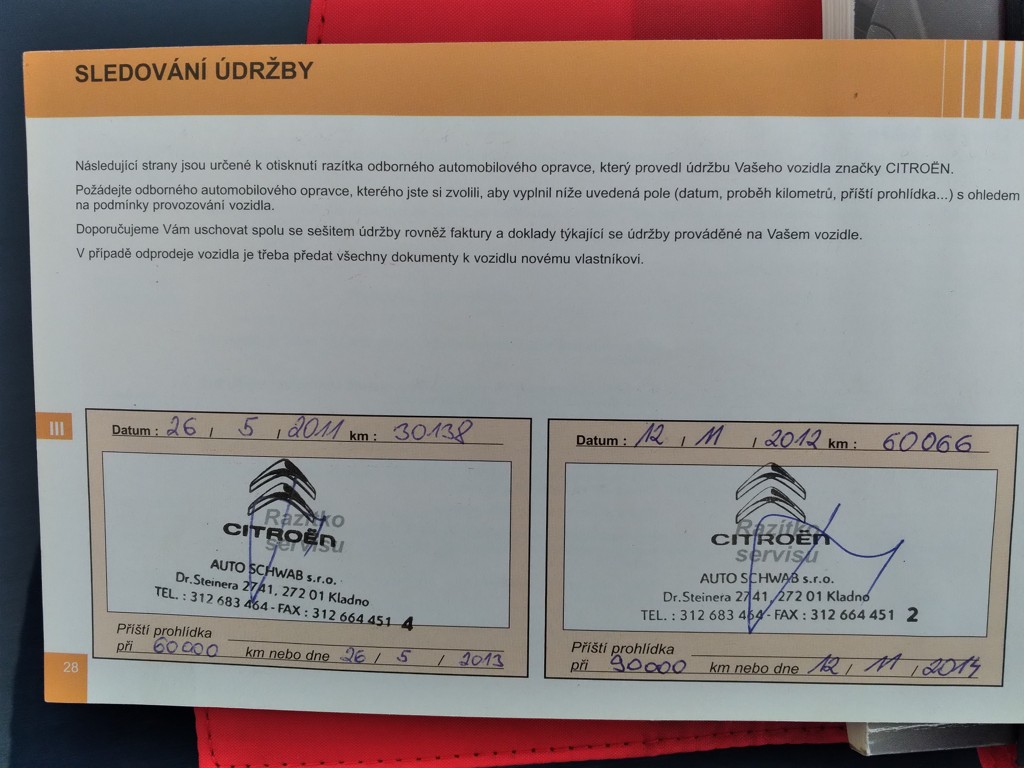 SLEDOVÁNÍ ÚDRŽBY
Následující strany jsou určené k otisknutí razítka odborného automobilového opravce, který provedl údržbu Vašeho vozidla značky CITROËN.
Požádejte odborného automobilového opravce, kterého jste si zvolili, aby vyplnil níže uvedená pole (datum, proběh kilometrů, příští prohlídka...) s ohledem
na podmínky provozování vozidla.
Doporučujeme Vám uschovat spolu se sešitem údržby rovněž faktury a doklady týkající se údržby prováděné na Vašem vozidle.
V případě odprodeje vozidla je třeba předat všechny dokumenty k vozidlu novému vlastníkovi.
III
Datum : 26 / 5 / 2011 km : 30138
Razítko
CITROËN
servisu
AUTO SCHWAB s.r.o.
Dr.Steinera 2741, 272 01 Kladno
TEL. : 312 683 464 - FAX : 312 664 451 4
Příští prohlídka
při 60000 km nebo dne 26 / 5 / 2013
Datum : 12 / 11 / 2012 km : 60066
Razítko
CITROËN
servisu
AUTO SCHWAB s.r.o.
Dr.Steinera 2741, 272 01 Kladno
TEL. : 312 683 464 - FAX : 312 664 451 2
Příští prohlídka
při 90000 km nebo dne 12 / 11 / 2014
28